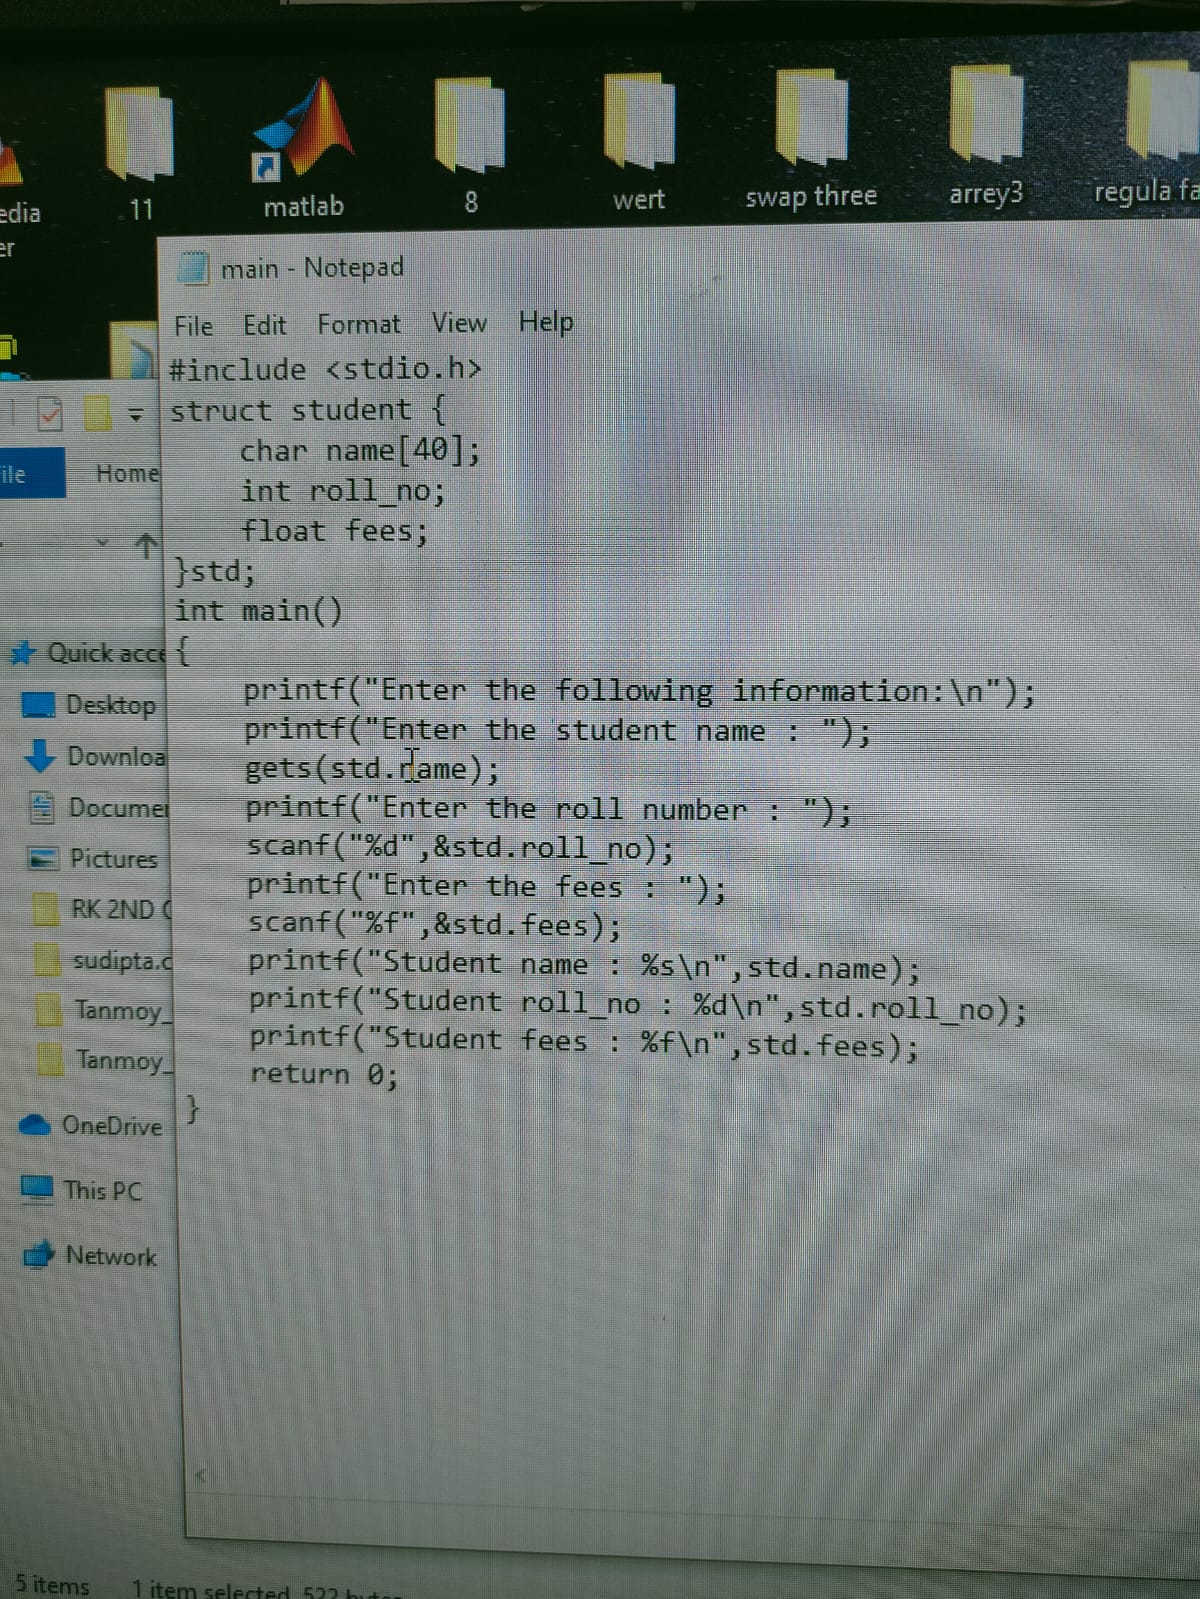 edia
er
11
matlab
8
wert
swap three
arrey3
regula fa
main - Notepad
File Edit Format View Help
#include <stdio.h>
struct student {
    char name[40];
    int roll_no;
    float fees;
}std;
int main()
{
    printf("Enter the following information:\n");
    printf("Enter the student name : ");
    gets(std.name);
    printf("Enter the roll number : ");
    scanf("%d",&std.roll_no);
    printf("Enter the fees : ");
    scanf("%f",&std.fees);
    printf("Student name : %s\n",std.name);
    printf("Student roll_no : %d\n",std.roll_no);
    printf("Student fees : %f\n",std.fees);
    return 0;
}
ile Home
Quick acce
Desktop
Downloa
Documen
Pictures
RK 2ND
sudipta.c
Tanmoy_
Tanmoy_
OneDrive
This PC
Network
5 items 1 item selected 522